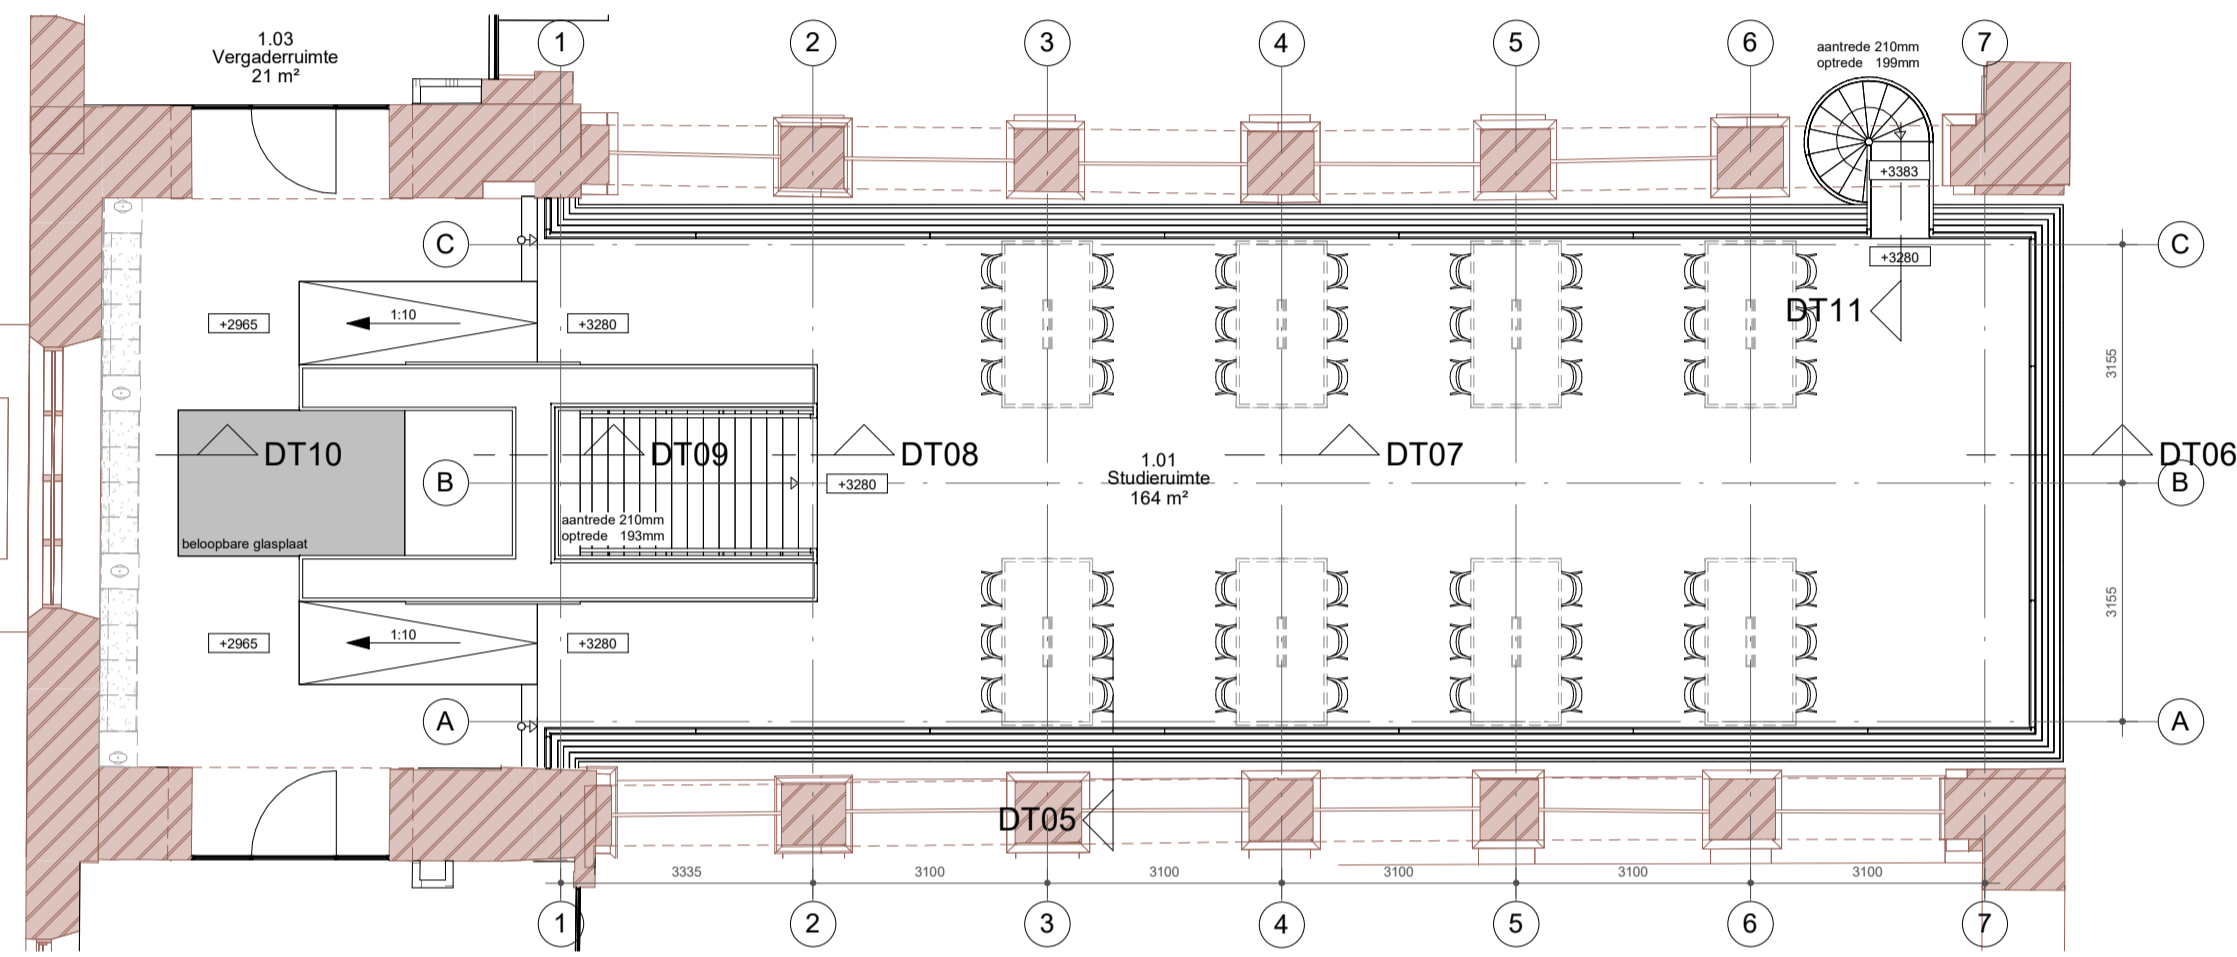 1.03
Vergaderruimte
21 m²
1
2
3
4
5
6
7
aantrede 210mm
optrede 199mm
+3383
C
C
+3280
DT11
+2965
1:10
+3280
3155
DT10
DT09
DT08
DT07
DT06
1.01
Studieruimte
164 m²
B
+3280
B
aantrede 210mm
optrede 193mm
beloopbare glasplaat
3155
+2965
1:10
+3280
A
A
DT05
3335
3100
3100
3100
3100
3100
1
2
3
4
5
6
7